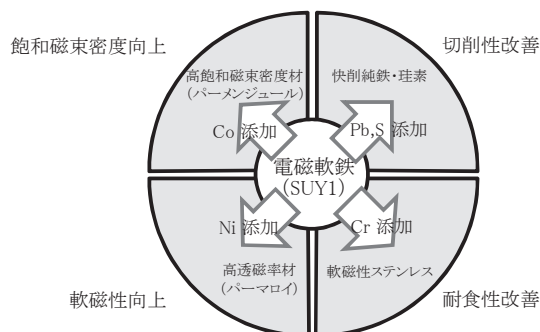 飽和磁束密度向上
切削性改善
高飽和磁束密度材
(パーメンジュール)
快削純鉄・珪素
Co 添加
Pb,S 添加
電磁軟鉄
(SUY1)
Ni 添加
Cr 添加
高透磁率材
(パーマロイ)
軟磁性ステンレス
軟磁性向上
耐食性改善